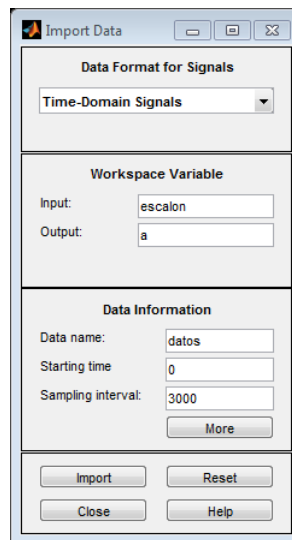 Import Data
Data Format for Signals
Time-Domain Signals
Workspace Variable
Input: escalon
Output: a
Data Information
Data name: datos
Starting time 0
Sampling interval: 3000
More
Import Reset
Close Help